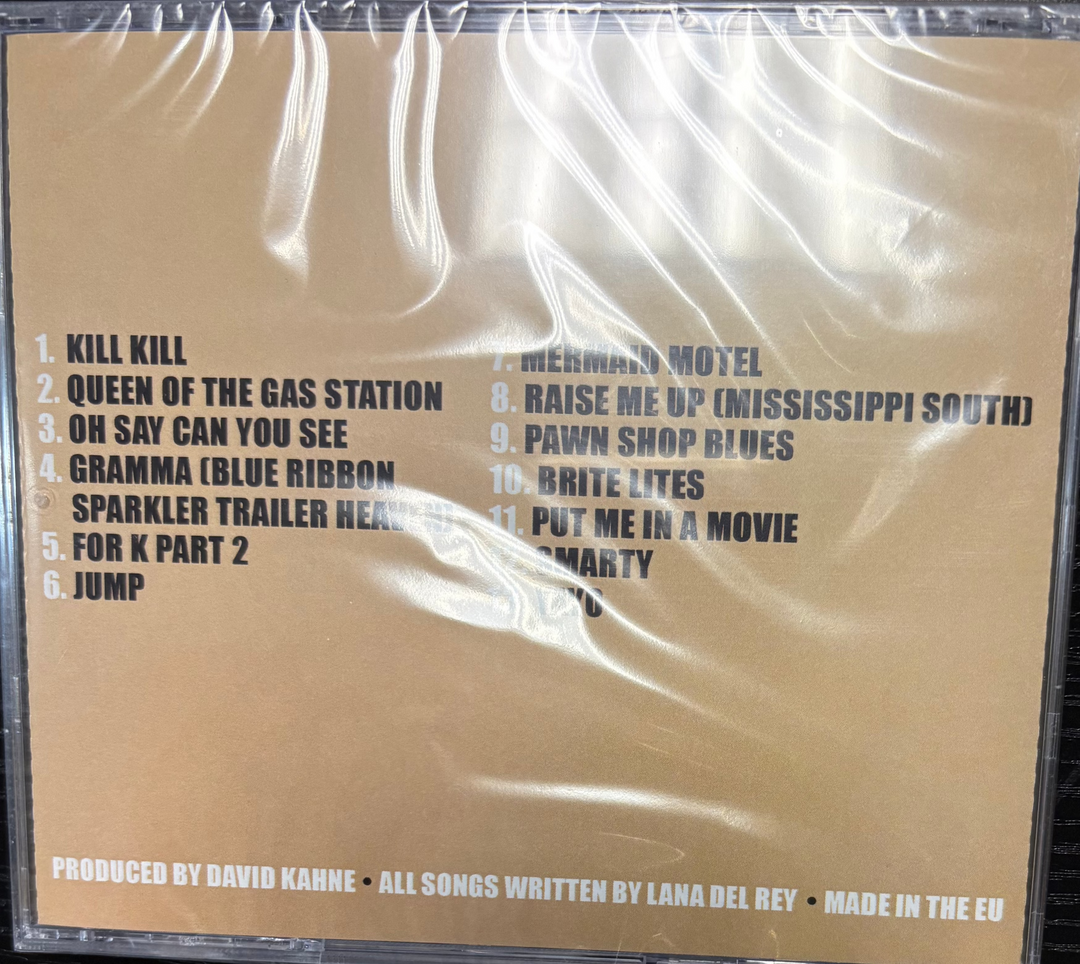 1. KILL KILL
2. QUEEN OF THE GAS STATION
3. OH SAY CAN YOU SEE
4. GRAMMA (BLUE RIBBON
SPARKLER TRAILER
5. FOR K PART 2
6. JUMP
7. MERMAID MOTEL
8. RAISE ME UP (MISSISSIPPI SOUTH)
9. PAWN SHOP BLUES
10. BRITE LITES
11. PUT ME IN A MOVIE
SMARTY
PRODUCED BY DAVID KAHNE • ALL SONGS WRITTEN BY LANA DEL REY • MADE IN THE EU